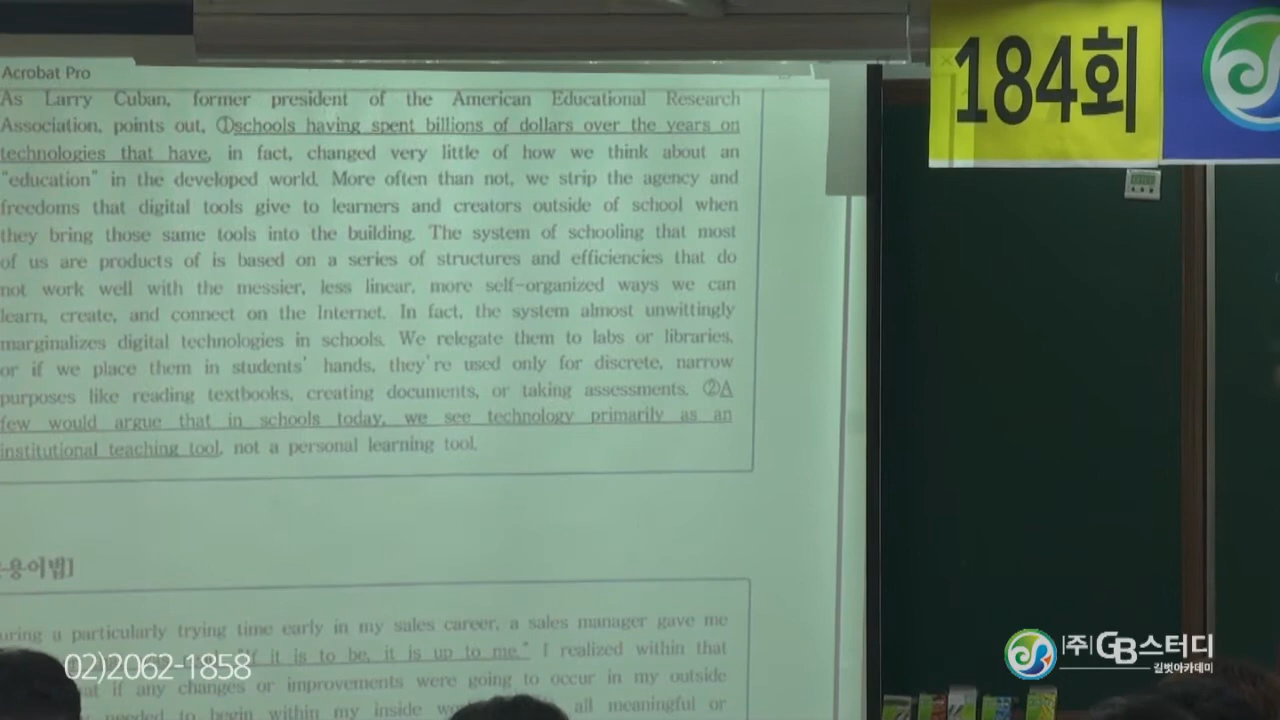 Acrobat Pro
184회
As Larry Cuban, former president of the American Educational Research
Association, points out, ①schools having spent billions of dollars over the years on
technologies that have, in fact, changed very little of how we think about an
"education" in the developed world. More often than not, we strip the agency and
freedoms that digital tools give to learners and creators outside of school when
they bring those same tools into the building. The system of schooling that most
of us are products of is based on a series of structures and efficiencies that do
not work well with the messier, less linear, more self-organized ways we can
learn, create, and connect on the Internet. In fact, the system almost unwittingly
marginalizes digital technologies in schools. We relegate them to labs or libraries,
or if we place them in students' hands, they're used only for discrete, narrow
purposes like reading textbooks, creating documents, or taking assessments. ②A
few would argue that in schools today, we see technology primarily as an
institutional teaching tool, not a personal learning tool.
용어법]
uring a particularly trying time early in my sales career, a sales manager gave me
"If it is to be, it is up to me." I realized within that
if any changes or improvements were going to occur in my outside
needed to begin within my inside all meaningful or
02)2062-1858
(주)GB스터디
길벗아카데미